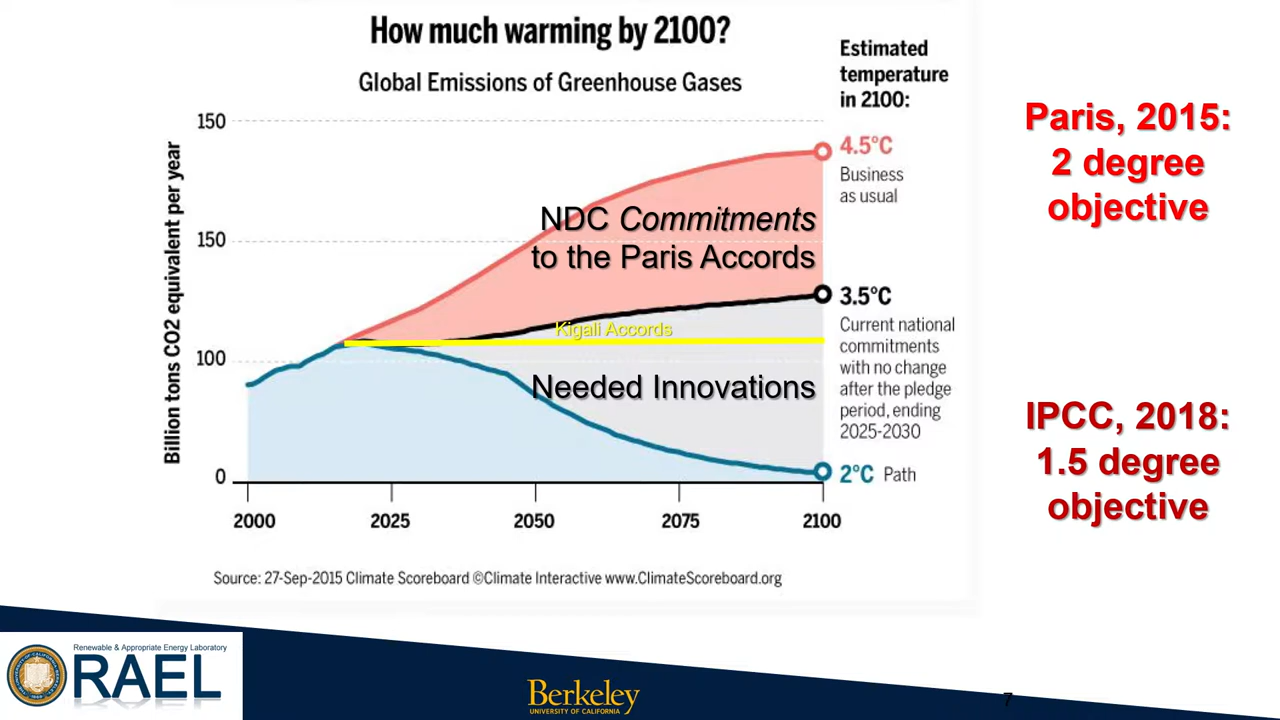 How much warming by 2100?
Global Emissions of Greenhouse Gases
Estimated
temperature
in 2100:
Billion tons CO2 equivalent per year
150
150
100
0
4.5°C
Business
as usual
NDC Commitments
to the Paris Accords
3.5°C
Current national
commitments
with no change
after the pledge
period, ending
2025-2030
Kigali Accords
Needed Innovations
2°C Path
2000
2025
2050
2075
2100
Source: 27-Sep-2015 Climate Scoreboard ©Climate Interactive www.ClimateScoreboard.org
Paris, 2015:
2 degree
objective
IPCC, 2018:
1.5 degree
objective
Renewable & Appropriate Energy Laboratory
RAEL
Berkeley
UNIVERSITY OF CALIFORNIA
7